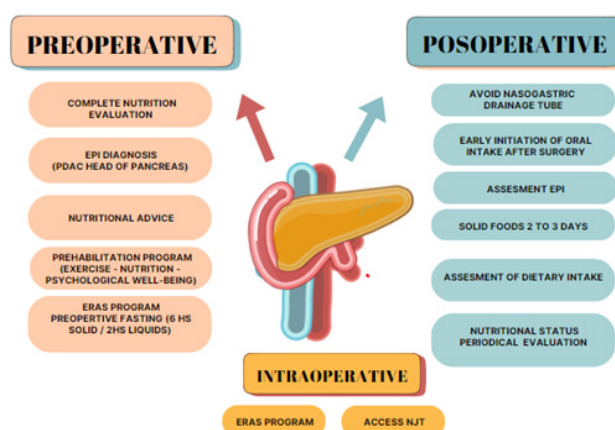 PREOPERATIVE
COMPLETE NUTRITION
EVALUATION
EPI DIAGNOSIS
(PDAC HEAD OF PANCREAS)
NUTRITIONAL ADVICE
PREHABILITATION PROGRAM
(EXERCISE - NUTRITION -
PSYCHOLOGICAL WELL-BEING)
ERAS PROGRAM
PREOPERTIVE FASTING (6 HS
SOLID / 2HS LIQUIDS)
POSOPERATIVE
AVOID NASOGASTRIC
DRAINAGE TUBE
EARLY INITIATION OF ORAL
INTAKE AFTER SURGERY
ASSESMENT EPI
SOLID FOODS 2 TO 3 DAYS
ASSESMENT OF DIETARY INTAKE
NUTRITIONAL STATUS
PERIODICAL EVALUATION
INTRAOPERATIVE
ERAS PROGRAM
ACCESS NJT